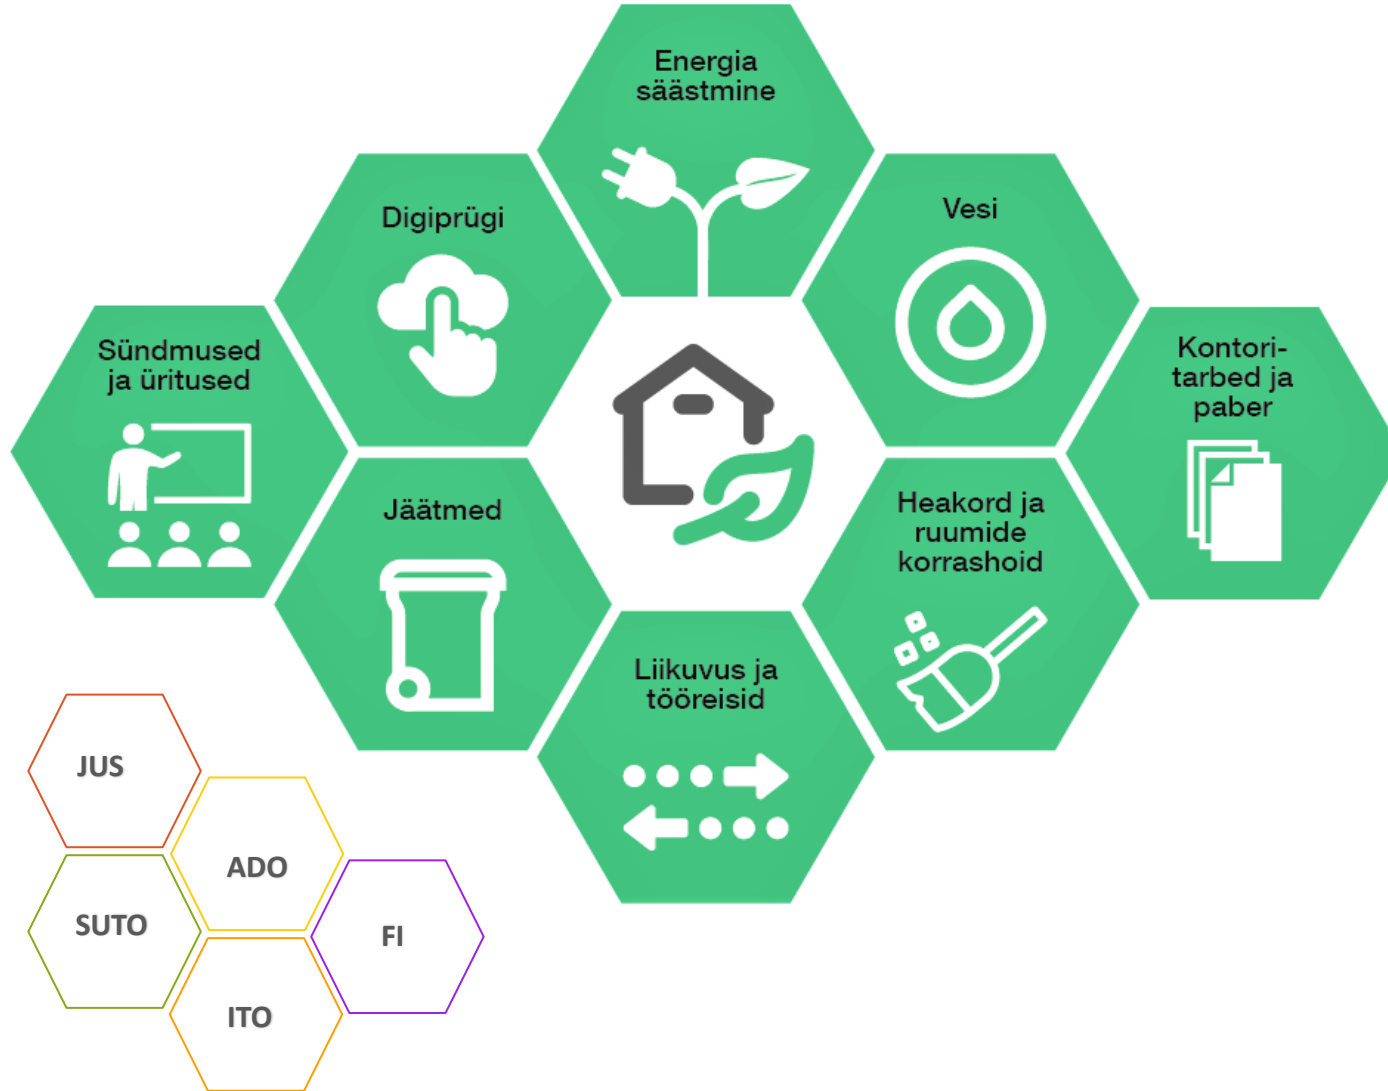 Energia
säästmine
Digiprügi
Vesi
Sündmused
ja üritused
Kontori-
tarbed ja
paber
Jäätmed
Heakord ja
ruumide
korrashoid
Liikuvus ja
tööreisid
JUS
ADO
SUTO
FI
ITO